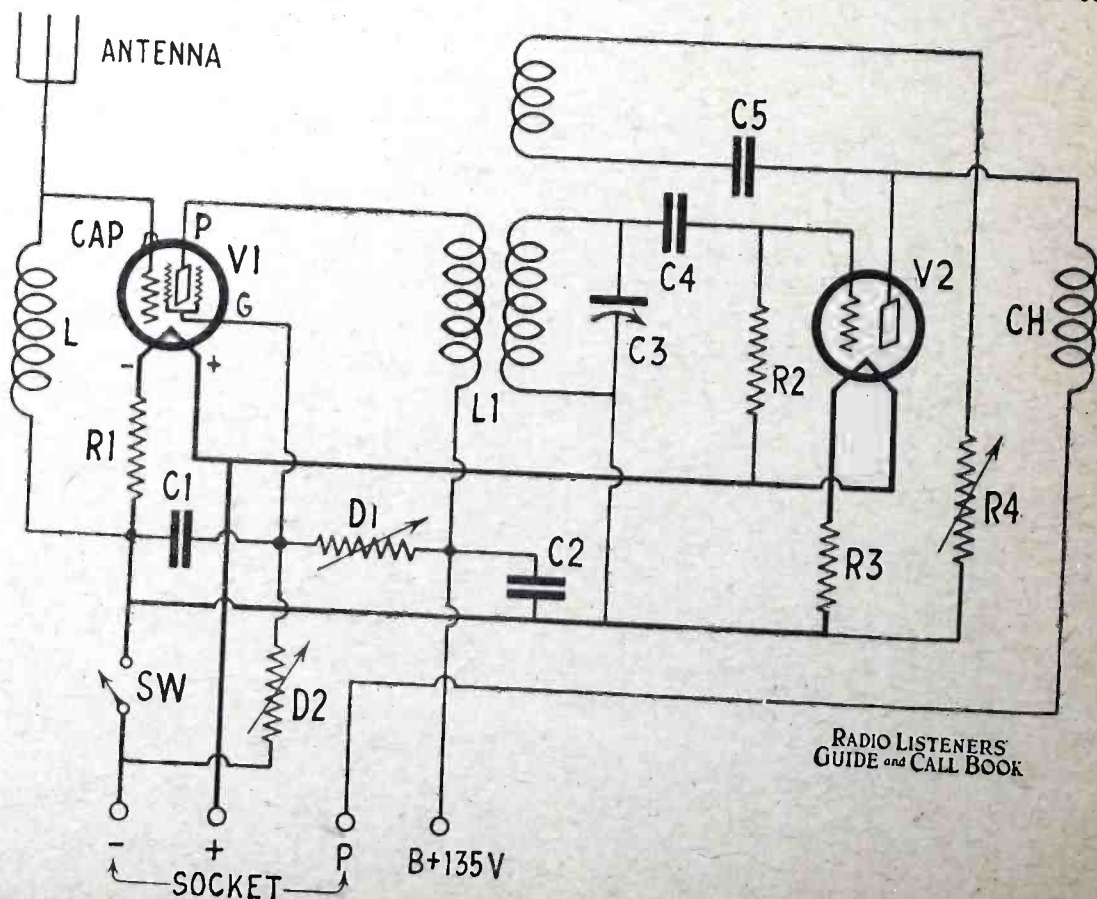 ANTENNA
C5
CAP
P
V1
G
C4
V2
L
-
+
C3
R2
CH
L1
R1
C1
D1
C2
R3
R4
SW
D2
RADIO LISTENERS'
GUIDE and CALL BOOK
-
+
P
B+135V
SOCKET